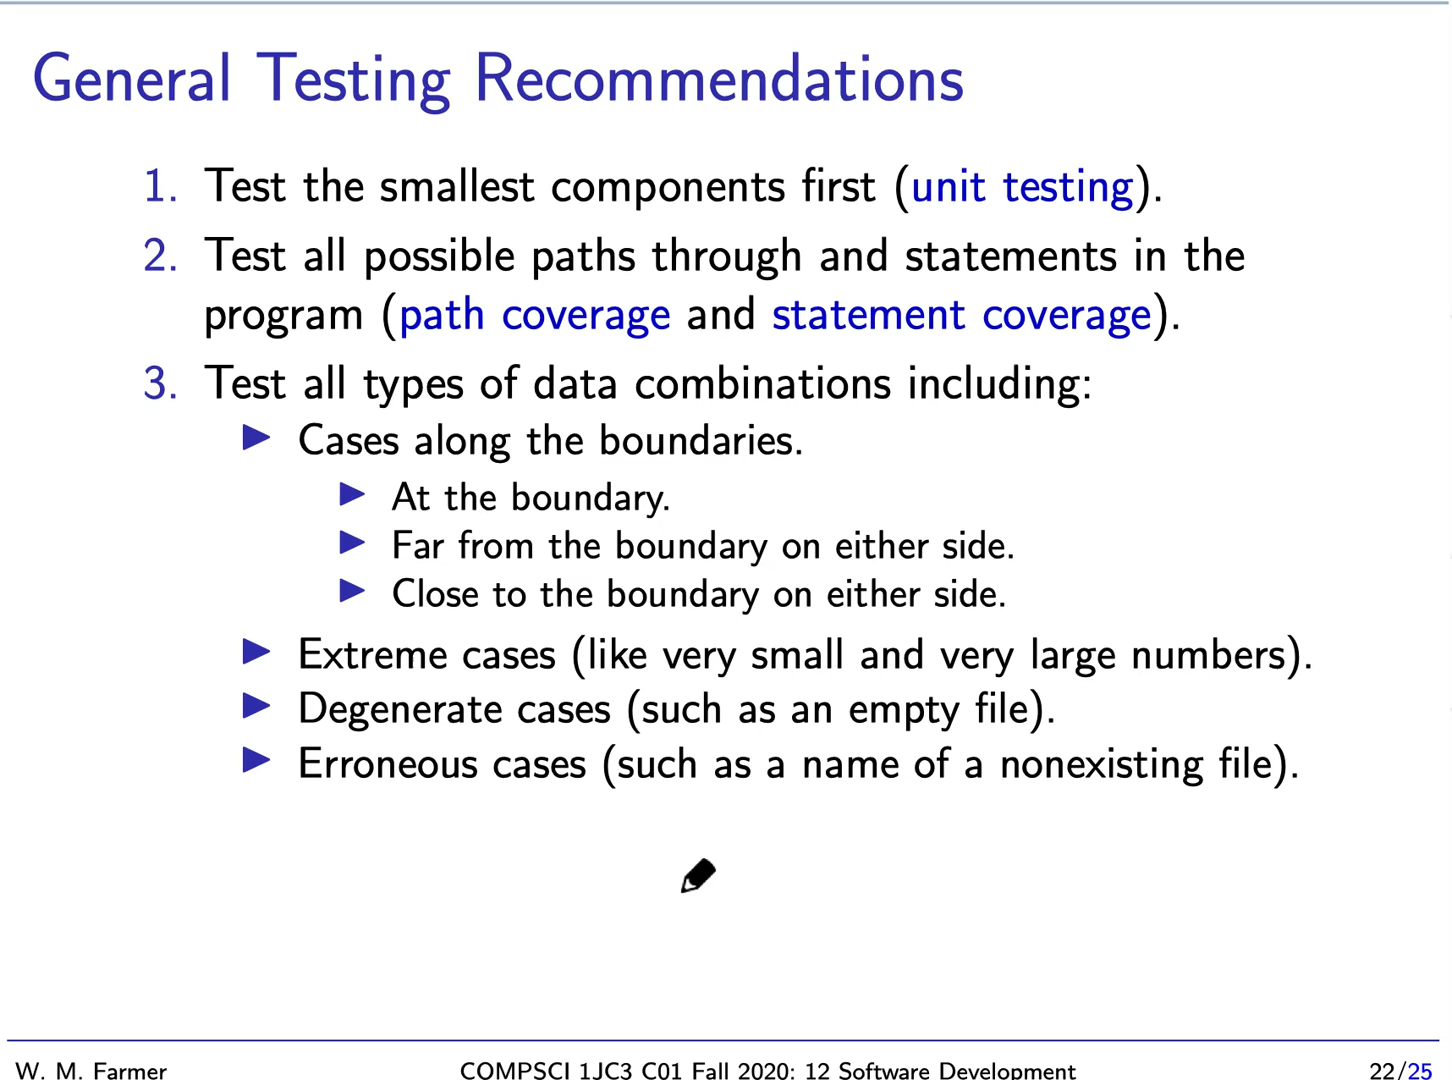 General Testing Recommendations
1. Test the smallest components first (unit testing).
2. Test all possible paths through and statements in the
program (path coverage and statement coverage).
3. Test all types of data combinations including:
▶ Cases along the boundaries.
▶ At the boundary.
▶ Far from the boundary on either side.
▶ Close to the boundary on either side.
▶ Extreme cases (like very small and very large numbers).
▶ Degenerate cases (such as an empty file).
▶ Erroneous cases (such as a name of a nonexisting file).
W. M. Farmer COMPSCI 1JC3 C01 Fall 2020: 12 Software Development 22/25